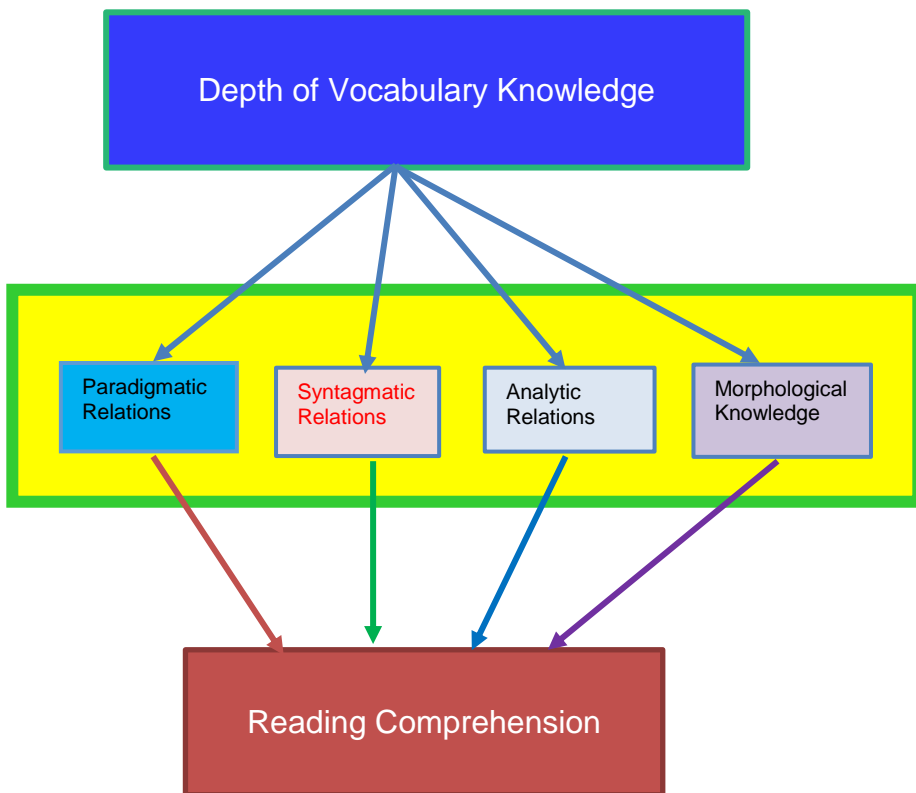 Depth of Vocabulary Knowledge
Paradigmatic
Relations
Syntagmatic
Relations
Analytic
Relations
Morphological
Knowledge
Reading Comprehension